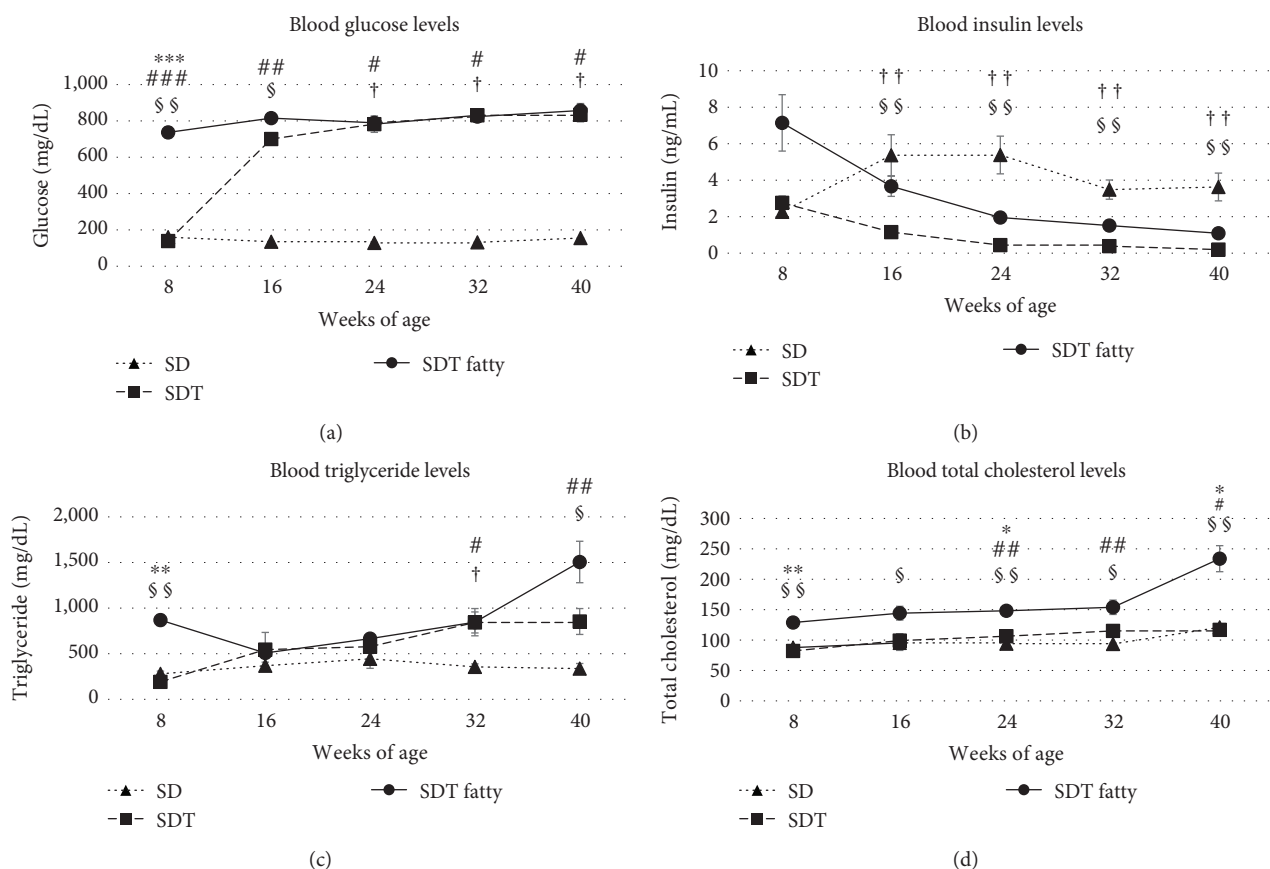 Blood glucose levels
***
###
§ §
##
§
#
†
#
†
#
†
1,000
800
600
400
200
0
Glucose (mg/dL)
8 16 24 32 40
Weeks of age
SD
SDT
SDT fatty
(a)
Blood insulin levels
† †
§ §
† †
§ §
† †
§ §
† †
§ §
10
8
6
4
2
0
Insulin (ng/mL)
8 16 24 32 40
Weeks of age
SD
SDT
SDT fatty
(b)
Blood triglyceride levels
**
§ §
#
†
##
§
2,000
1,500
1,000
500
0
Triglyceride (mg/dL)
8 16 24 32 40
Weeks of age
SD
SDT
SDT fatty
(c)
Blood total cholesterol levels
**
§ §
§
*
##
§ §
##
§
*
#
§ §
300
250
200
150
100
50
0
Total cholesterol (mg/dL)
8 16 24 32 40
Weeks of age
SD
SDT
SDT fatty
(d)